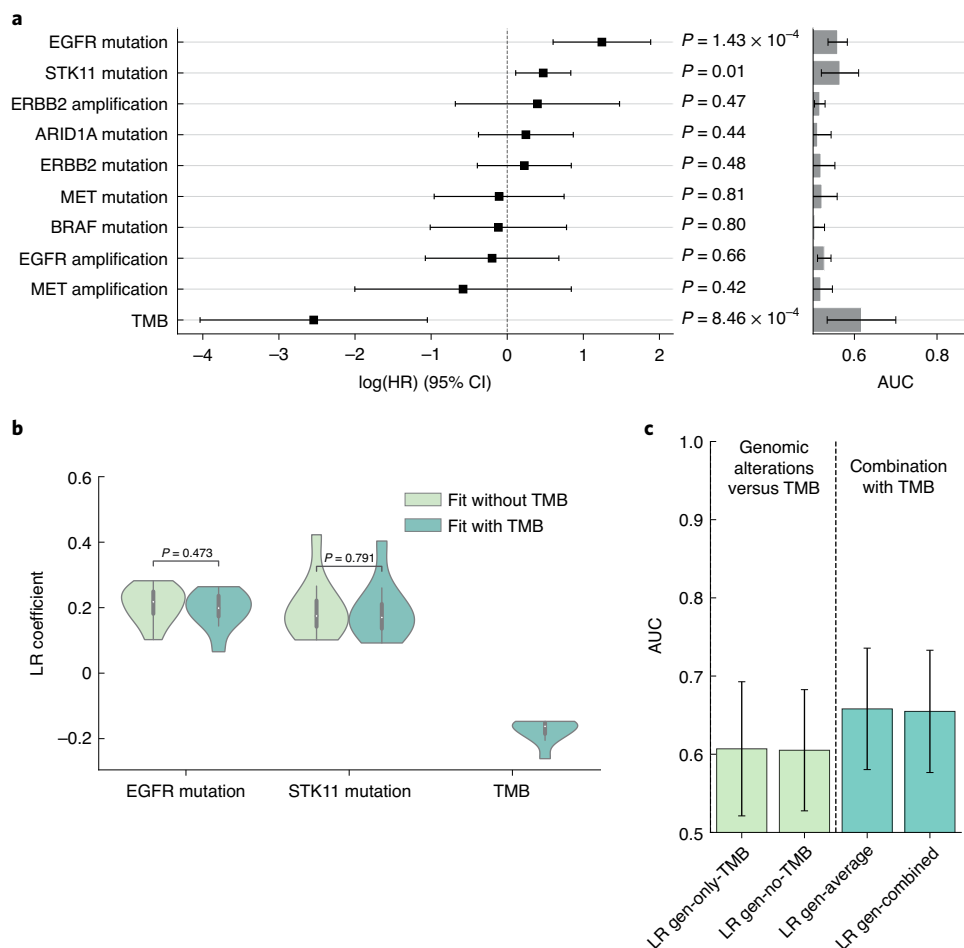 a
EGFR mutation
STK11 mutation
ERBB2 amplification
ARID1A mutation
ERBB2 mutation
MET mutation
BRAF mutation
EGFR amplification
MET amplification
TMB
P = 1.43 × 10⁻⁴
P = 0.01
P = 0.47
P = 0.44
P = 0.48
P = 0.81
P = 0.80
P = 0.66
P = 0.42
P = 8.46 × 10⁻⁴
–4 –3 –2 –1 0 1 2
log(HR) (95% CI)
0.6 0.8
AUC
b
LR coefficient
0.6
0.4
0.2
0
–0.2
Fit without TMB
Fit with TMB
P = 0.473
P = 0.791
EGFR mutation STK11 mutation TMB
c
AUC
1.0
0.9
0.8
0.7
0.6
0.5
Genomic
alterations
versus TMB
Combination
with TMB
LR gen-only-TMB
LR gen-no-TMB
LR gen-average
LR gen-combined